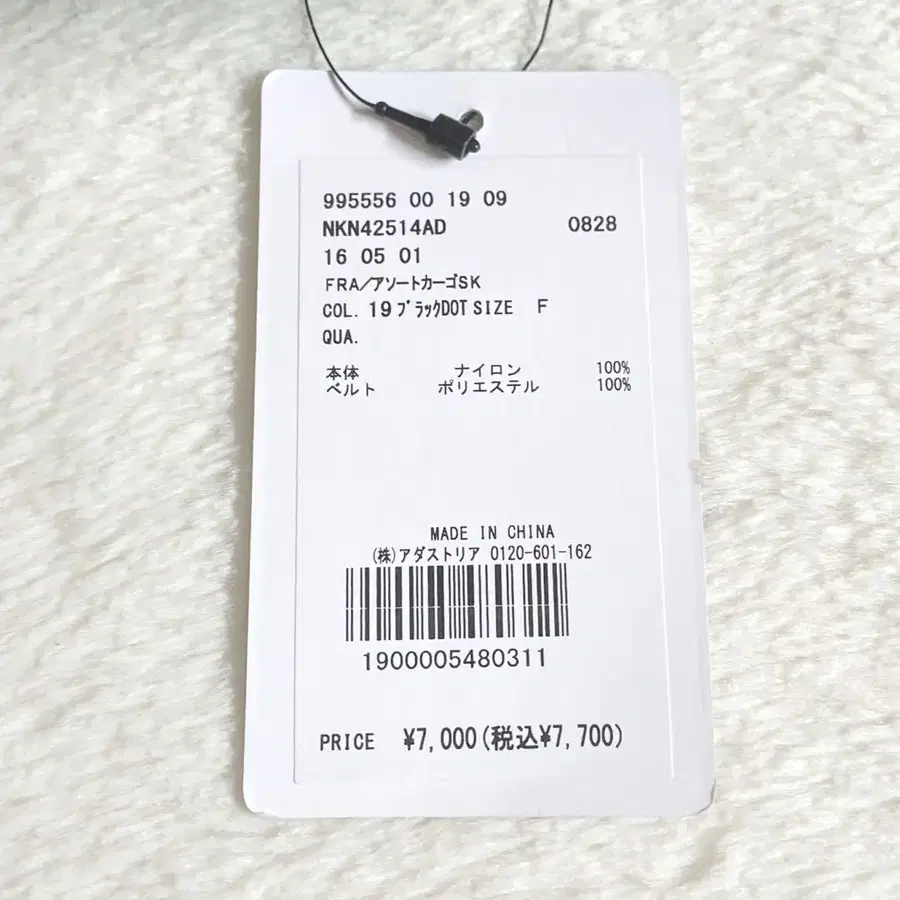 995556 00 19 09
NKN42514AD 0828
16 05 01
FRA/アソートカーゴSK
COL. 19 ブラックDOT SIZE F
QUA.
本体 ナイロン 100%
ベルト ポリエステル 100%
MADE IN CHINA
(株)アダストリア 0120-601-162
1900005480311
PRICE ¥7,000(税込¥7,700)